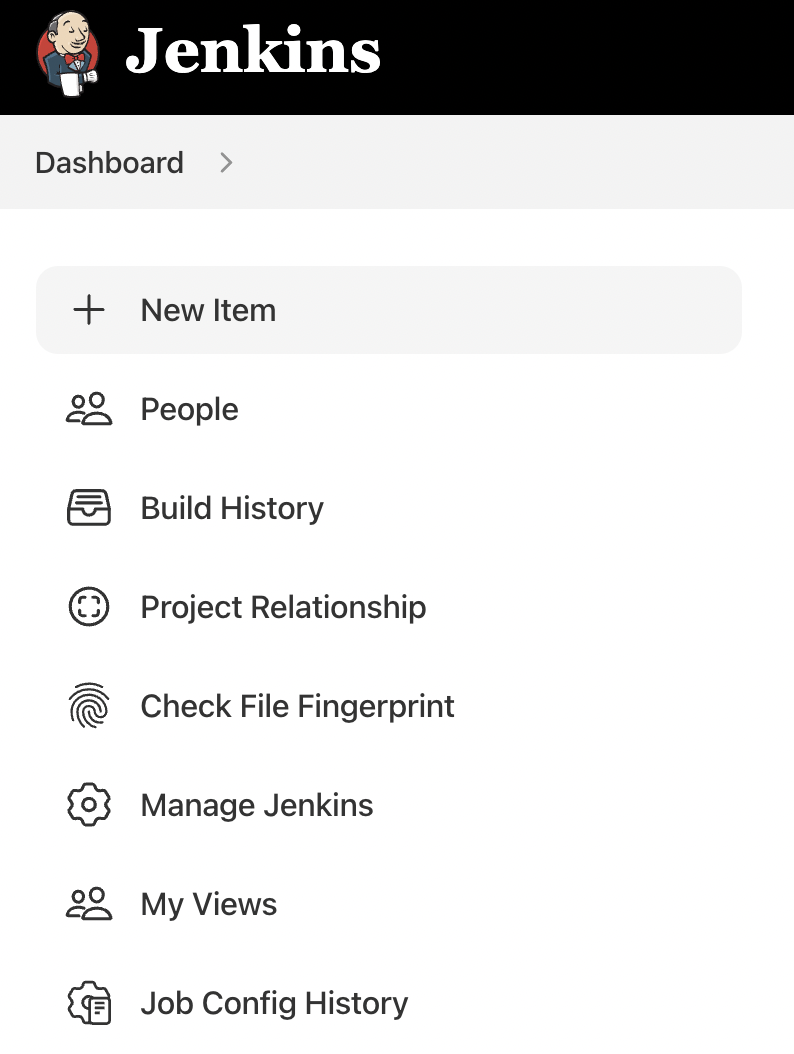 Jenkins
Dashboard
New Item
People
Build History
Project Relationship
Check File Fingerprint
Manage Jenkins
My Views
Job Config History